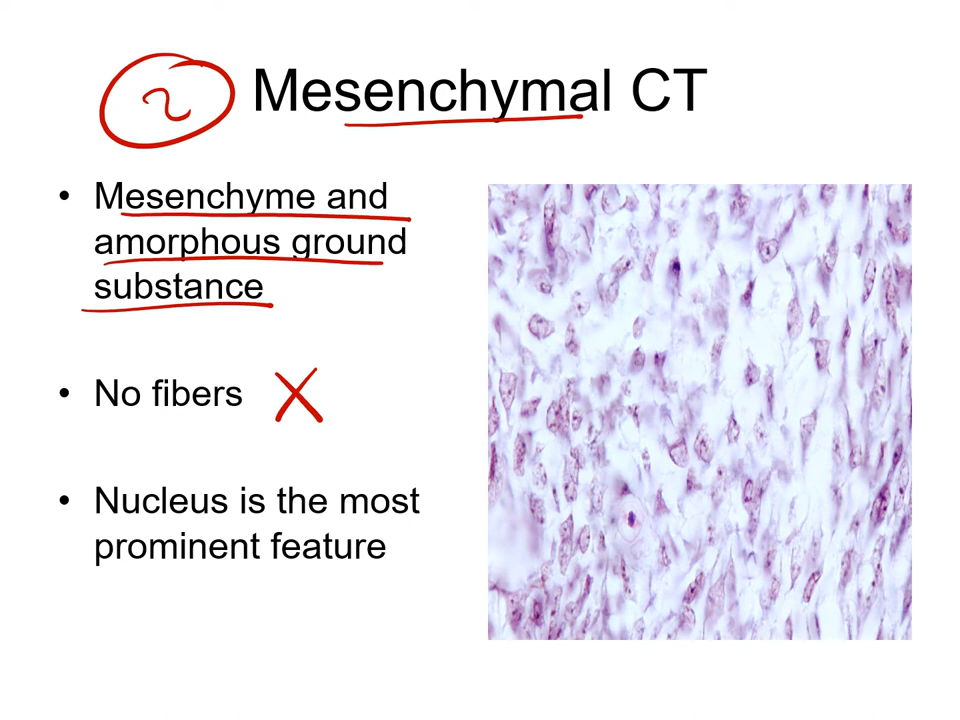 2 Mesenchymal CT
• Mesenchyme and
amorphous ground
substance
• No fibers X
• Nucleus is the most
prominent feature